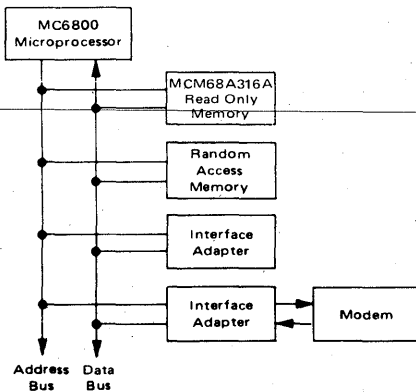 MC6800
Microprocessor
MCM68A316A
Read Only
Memory
Random
Access
Memory
Interface
Adapter
Interface
Adapter
Modem
Address
Bus
Data
Bus